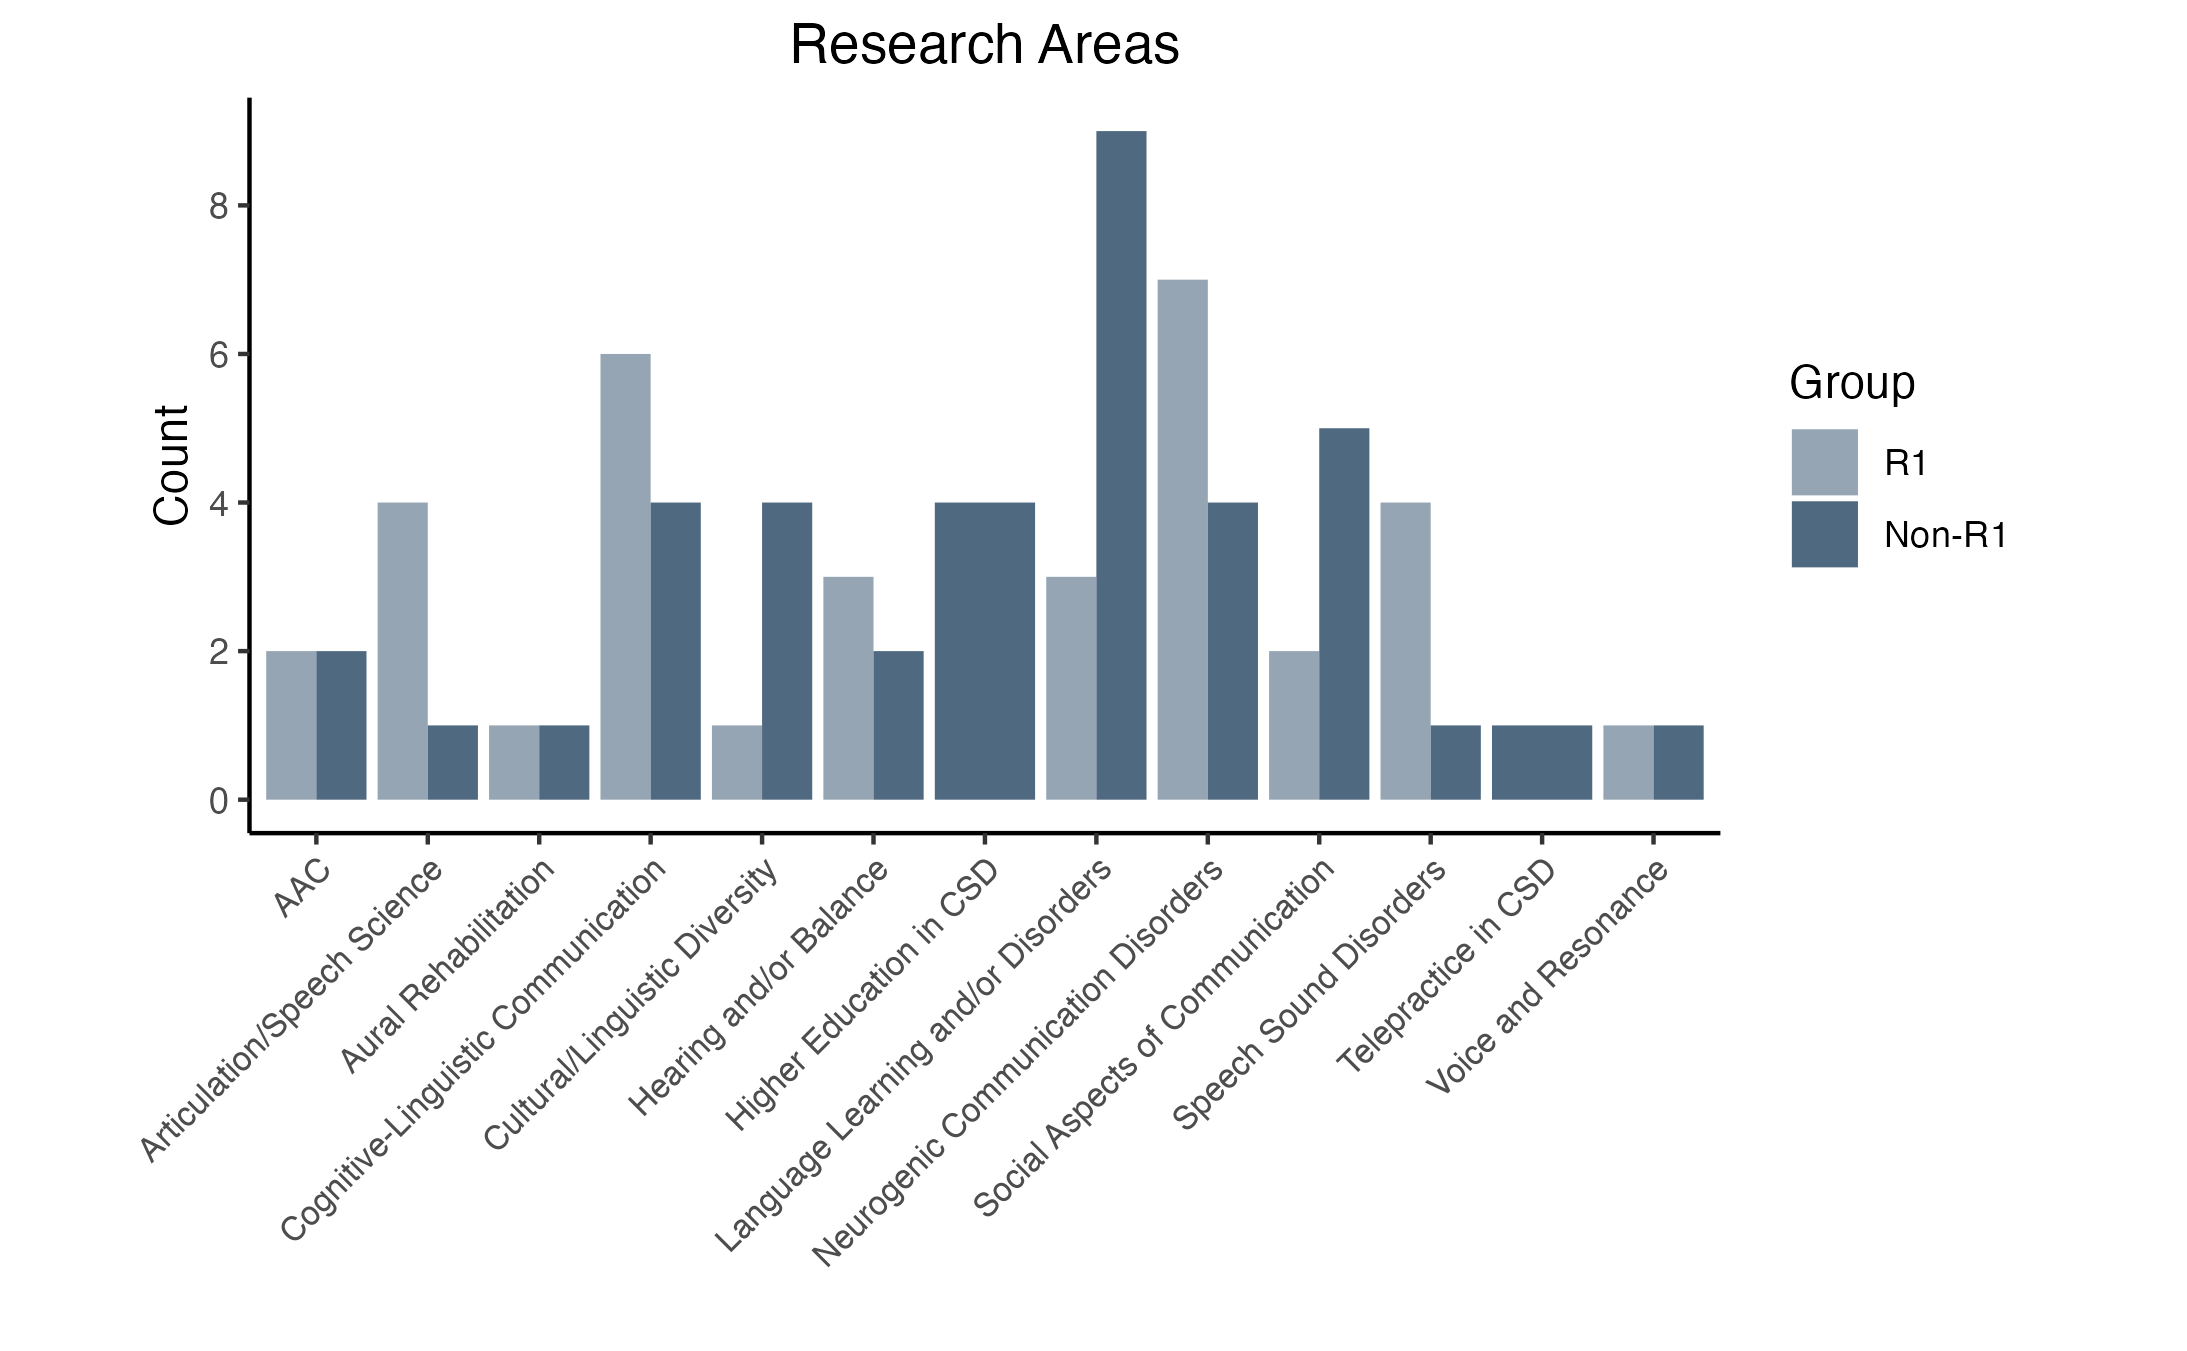 Research Areas
Count
8
6
4
2
0
AAC
Articulation/Speech Science
Aural Rehabilitation
Cognitive-Linguistic Communication
Cultural/Linguistic Diversity
Hearing and/or Balance
Higher Education in CSD
Language Learning and/or Disorders
Neurogenic Communication Disorders
Social Aspects of Communication
Speech Sound Disorders
Telepractice in CSD
Voice and Resonance
Group
R1
Non-R1